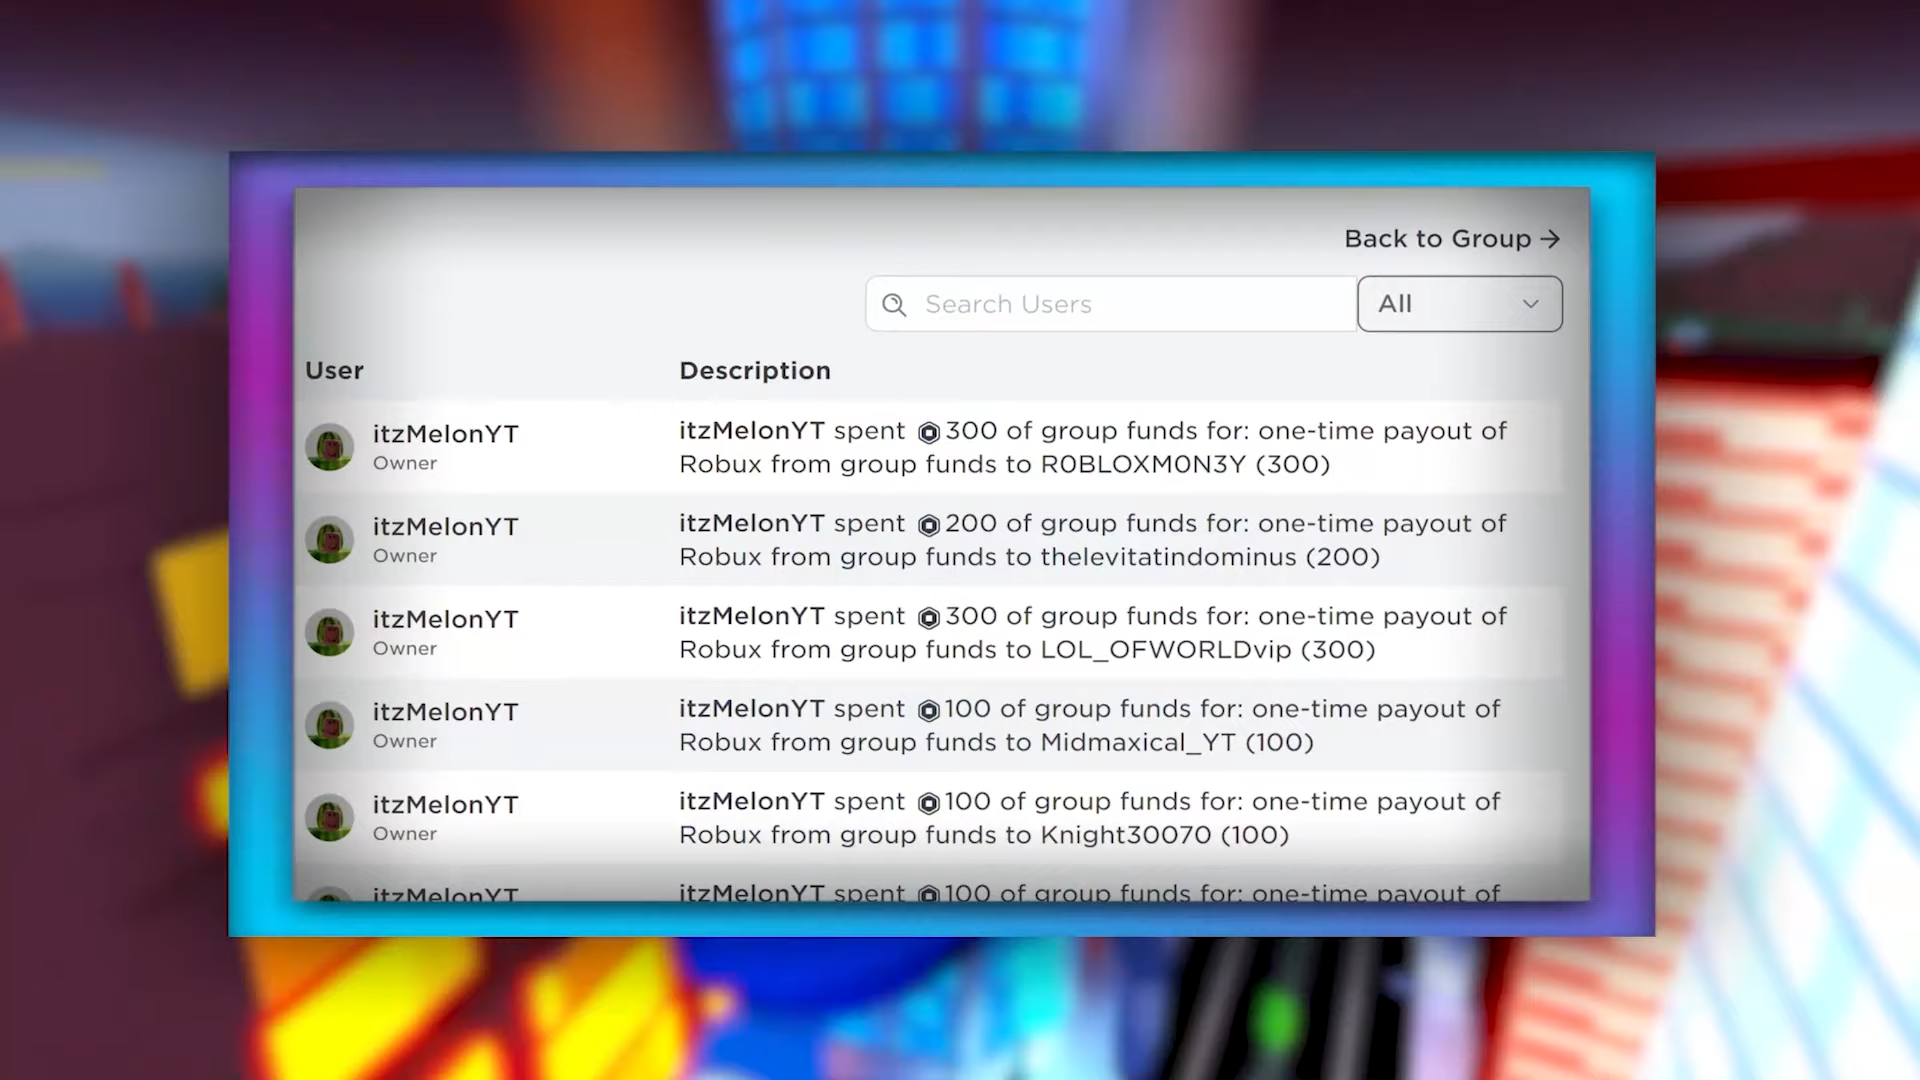 Back to Group
Search Users
All
User
Description
itzMelonYT
Owner
itzMelonYT spent 300 of group funds for: one-time payout of
Robux from group funds to R0BLOXM0N3Y (300)
itzMelonYT
Owner
itzMelonYT spent 200 of group funds for: one-time payout of
Robux from group funds to thelevitatindominus (200)
itzMelonYT
Owner
itzMelonYT spent 300 of group funds for: one-time payout of
Robux from group funds to LOL_OFWORLDvip (300)
itzMelonYT
Owner
itzMelonYT spent 100 of group funds for: one-time payout of
Robux from group funds to Midmaxical_YT (100)
itzMelonYT
Owner
itzMelonYT spent 100 of group funds for: one-time payout of
Robux from group funds to Knight30070 (100)
itzMelonYT
itzMelonYT spent 100 of group funds for: one-time payout of